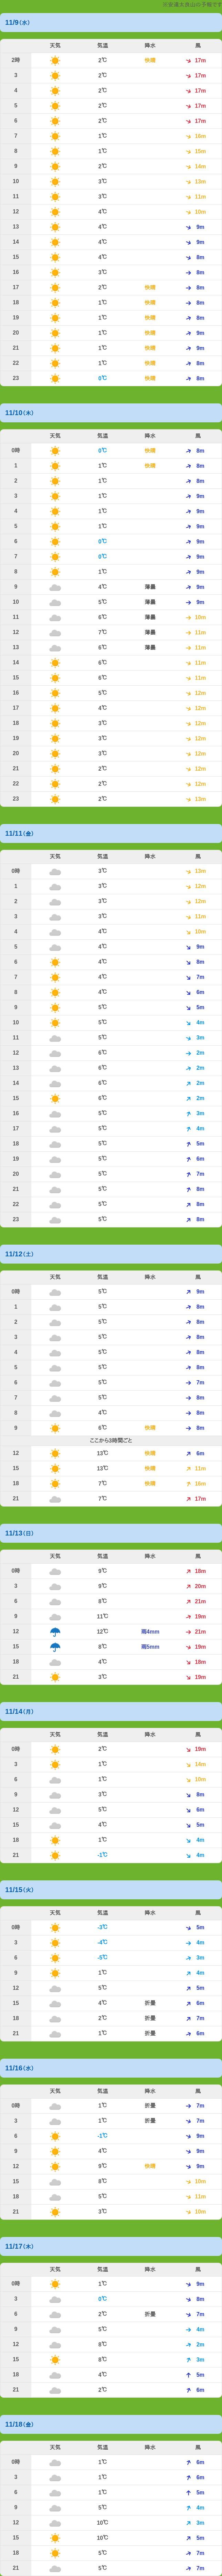 11/9（水）
天気 気温 降水 風
2時 2℃ 快晴 17m
3 2℃ 17m
4 2℃ 17m
5 2℃ 17m
6 2℃ 17m
7 1℃ 16m
8 1℃ 15m
9 2℃ 14m
10 3℃ 13m
11 3℃ 11m
12 4℃ 10m
13 4℃ 9m
14 4℃ 9m
15 4℃ 8m
16 3℃ 8m
17 2℃ 快晴 8m
18 1℃ 快晴 8m
19 1℃ 快晴 8m
20 1℃ 快晴 9m
21 1℃ 快晴 9m
22 1℃ 快晴 8m
23 0℃ 快晴 8m
11/10（木）
天気 気温 降水 風
0時 0℃ 快晴 8m
1 1℃ 快晴 8m
2 1℃ 8m
3 1℃ 9m
4 1℃ 9m
5 1℃ 9m
6 0℃ 9m
7 0℃ 9m
8 1℃ 9m
9 4℃ 薄曇 9m
10 5℃ 薄曇 9m
11 6℃ 薄曇 10m
12 7℃ 薄曇 11m
13 6℃ 薄曇 11m
14 6℃ 11m
15 6℃ 11m
16 5℃ 12m
17 4℃ 12m
18 3℃ 12m
19 3℃ 12m
20 3℃ 12m
21 2℃ 12m
22 2℃ 12m
23 2℃ 13m
11/11（金）
天気 気温 降水 風
0時 3℃ 13m
1 3℃ 12m
2 3℃ 12m
3 3℃ 11m
4 4℃ 10m
5 4℃ 9m
6 4℃ 8m
7 4℃ 7m
8 4℃ 6m
9 5℃ 5m
10 5℃ 4m
11 5℃ 3m
12 6℃ 2m
13 6℃ 2m
14 6℃ 2m
15 6℃ 2m
16 5℃ 3m
17 5℃ 4m
18 5℃ 5m
19 5℃ 6m
20 5℃ 7m
21 5℃ 8m
22 5℃ 8m
23 5℃ 8m
11/12（土）
天気 気温 降水 風
0時 5℃ 9m
1 5℃ 8m
2 5℃ 8m
3 5℃ 8m
4 5℃ 8m
5 5℃ 8m
6 5℃ 7m
7 5℃ 8m
8 4℃ 8m
9 6℃ 快晴 8m
ここから3時間ごと
12 13℃ 快晴 6m
15 13℃ 快晴 11m
18 7℃ 快晴 16m
21 7℃ 17m
11/13（日）
天気 気温 降水 風
0時 9℃ 18m
3 9℃ 20m
6 8℃ 21m
9 11℃ 19m
12 12℃ 雨4mm 21m
15 8℃ 雨5mm 19m
18 4℃ 18m
21 3℃ 19m
11/14（月）
天気 気温 降水 風
0時 2℃ 19m
3 1℃ 14m
6 1℃ 10m
9 3℃ 8m
12 5℃ 6m
15 4℃ 5m
18 1℃ 4m
21 -1℃ 4m
11/15（火）
天気 気温 降水 風
0時 -3℃ 5m
3 -4℃ 4m
6 -5℃ 3m
9 1℃ 4m
12 5℃ 5m
15 4℃ 折曇 6m
18 2℃ 折曇 7m
21 1℃ 折曇 6m
11/16（水）
天気 気温 降水 風
0時 1℃ 折曇 7m
3 1℃ 折曇 7m
6 -1℃ 9m
9 4℃ 9m
12 9℃ 快晴 9m
15 8℃ 10m
18 5℃ 11m
21 3℃ 10m
11/17（木）
天気 気温 降水 風
0時 1℃ 9m
3 0℃ 8m
6 2℃ 折曇 7m
9 5℃ 4m
12 8℃ 2m
15 8℃ 3m
18 4℃ 5m
21 2℃ 6m
11/18（金）
天気 気温 降水 風
0時 1℃ 6m
3 1℃ 6m
6 1℃ 5m
9 5℃ 4m
12 10℃ 3m
15 10℃ 5m
18 5℃ 7m
21 5℃ 7m